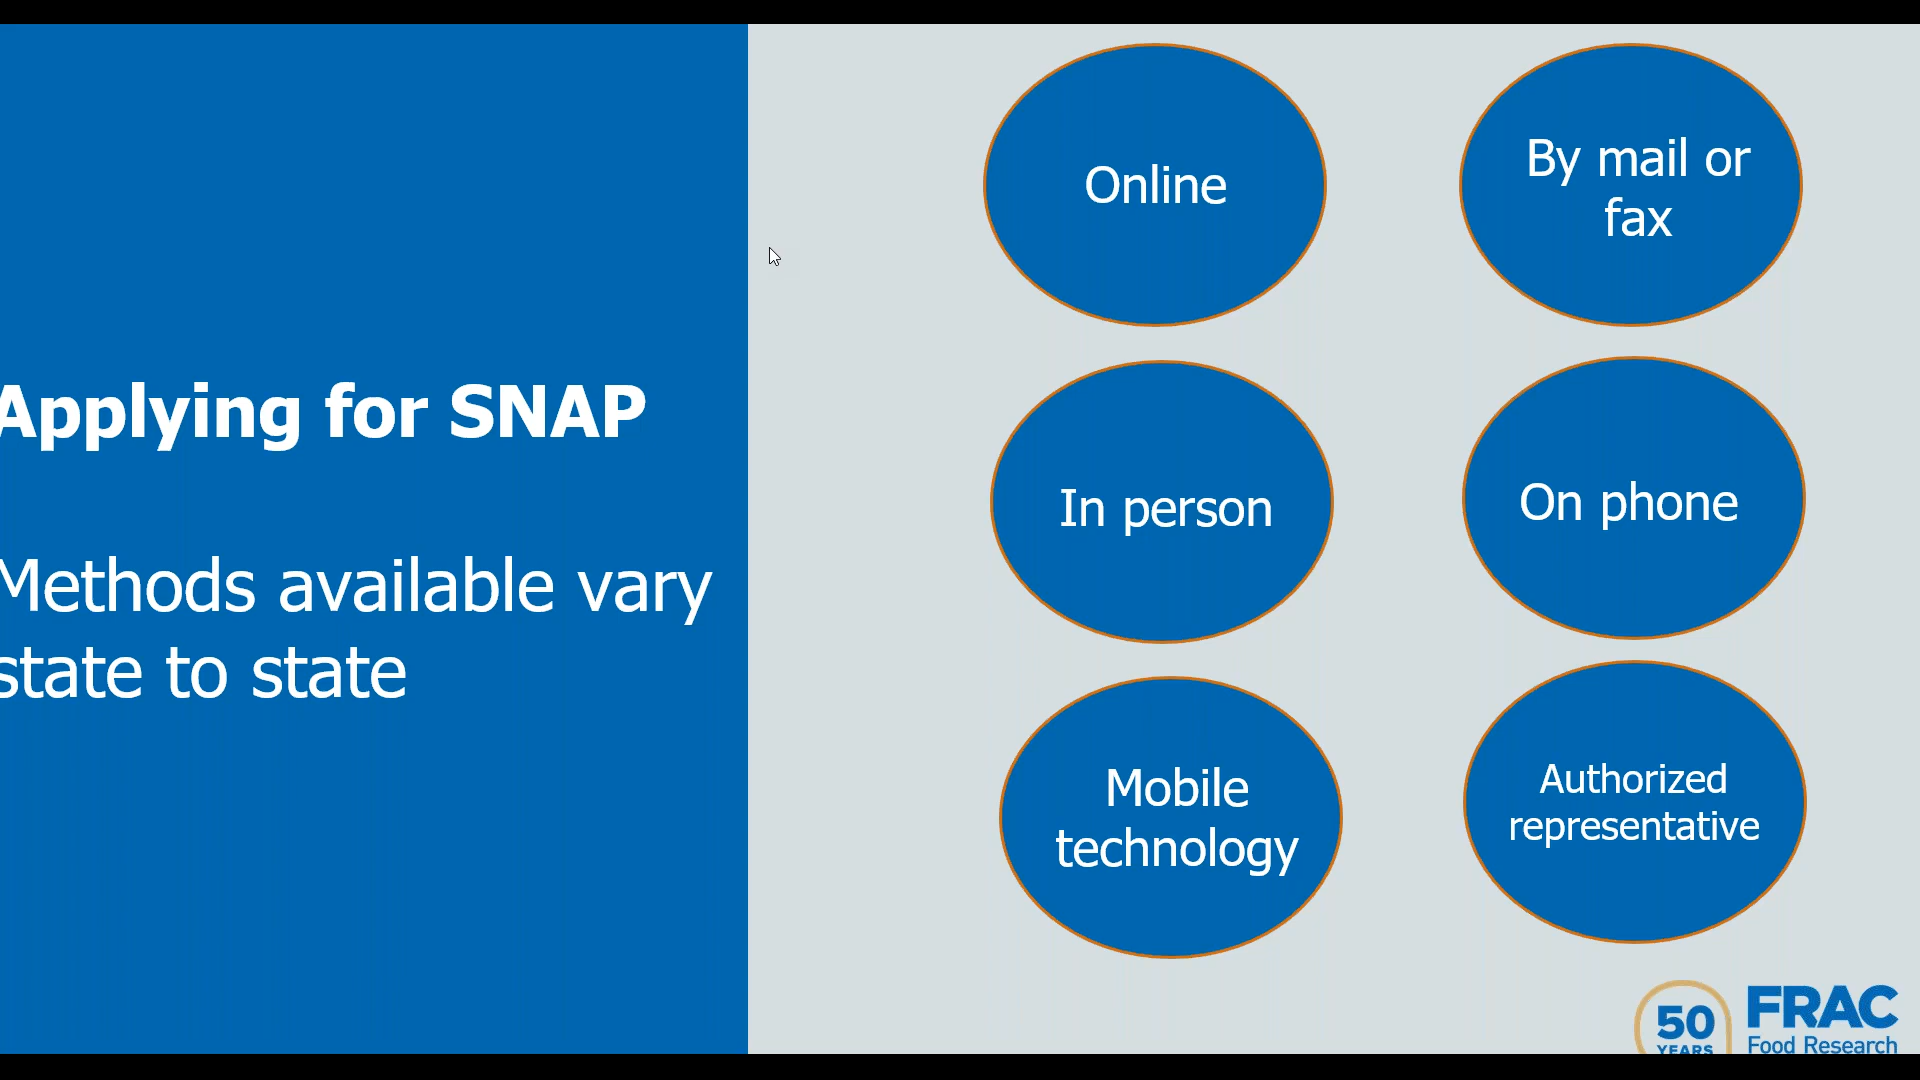 Applying for SNAP
Methods available vary
state to state
Online
By mail or
fax
In person
On phone
Mobile
technology
Authorized
representative
50
YEARS
FRAC
Food Research